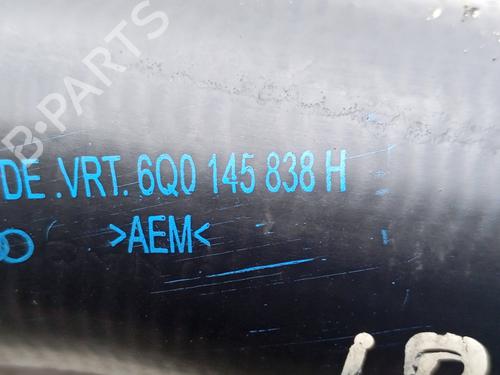 B-PARTS
DE .VRT. 6Q0 145 838 H
>AEM<